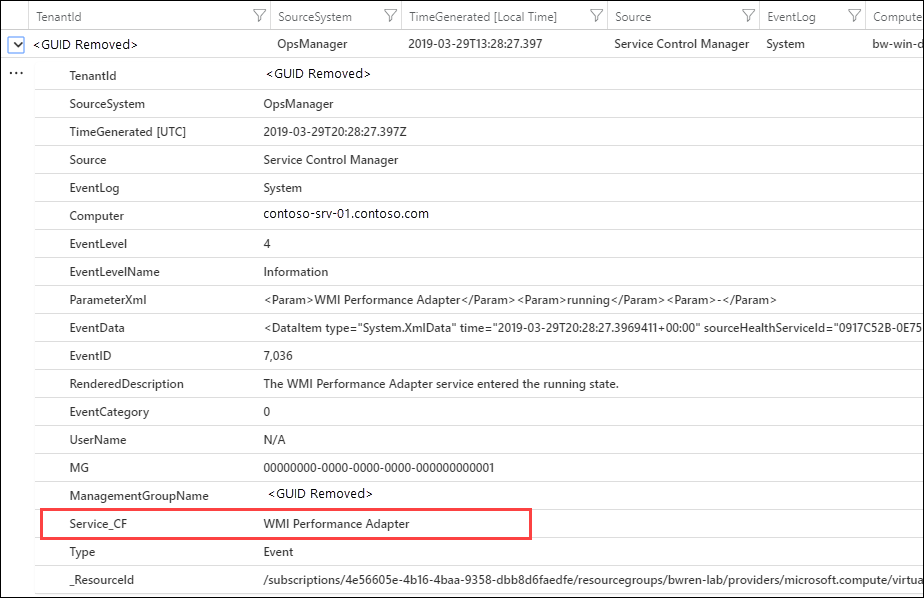 TenantId SourceSystem TimeGenerated [Local Time] Source EventLog Compute
<GUID Removed> OpsManager 2019-03-29T13:28:27.397 Service Control Manager System bw-win-d
... TenantId <GUID Removed>
SourceSystem OpsManager
TimeGenerated [UTC] 2019-03-29T20:28:27.397Z
Source Service Control Manager
EventLog System
Computer contoso-srv-01.contoso.com
EventLevel 4
EventLevelName Information
ParameterXml <Param>WMI Performance Adapter</Param><Param>running</Param><Param>-</Param>
EventData <DataItem type="System.XmlData" time="2019-03-29T20:28:27.3969411+00:00" sourceHealthServiceId="0917C52B-0E75
EventID 7,036
RenderedDescription The WMI Performance Adapter service entered the running state.
EventCategory 0
UserName N/A
MG 00000000-0000-0000-0000-000000000001
ManagementGroupName <GUID Removed>
Service_CF WMI Performance Adapter
Type Event
_ResourceId /subscriptions/4e56605e-4b16-4baa-9358-dbb8d6faedfe/resourcegroups/bwren-lab/providers/microsoft.compute/virtua